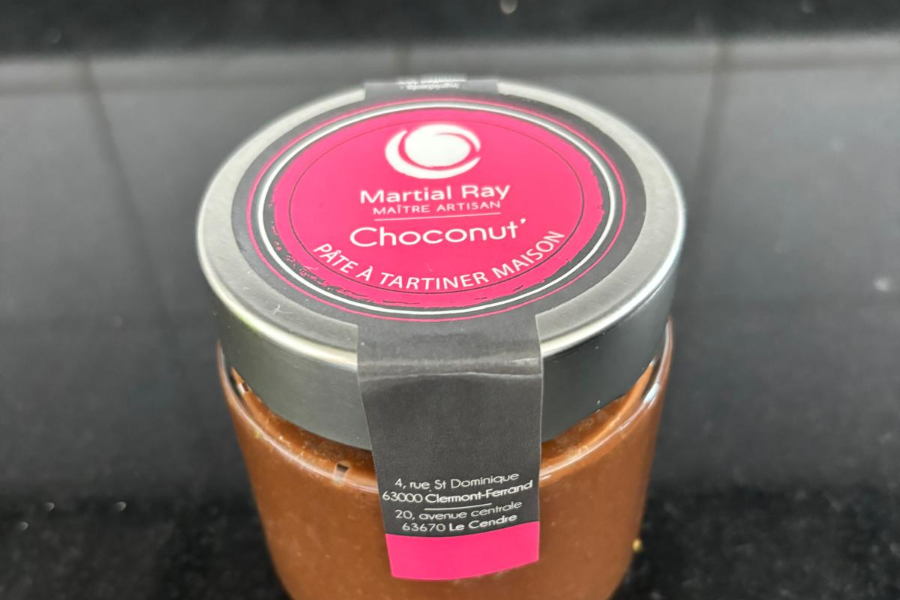 Martial Ray
MAÎTRE ARTISAN
Choconut'
PÂTE À TARTINER MAISON
4, rue St Dominique
63000 Clermont-Ferrand
20, avenue centrale
63670 Le Cendre